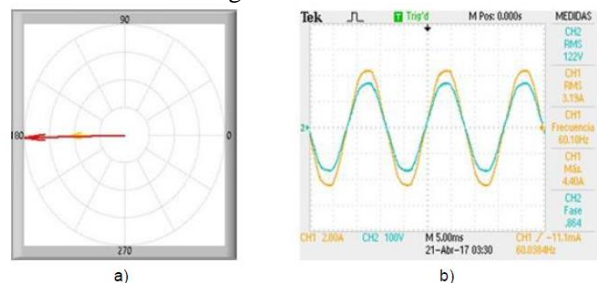 90
180
0
270
a)
Tek
Trig'd
M Pos: 0.000s
MEDIDAS
CH2
RMS
122V
CH1
RMS
3.19A
CH1
Frecuencia
60.10Hz
CH1
Máx.
4.40A
CH2
Fase
.864
2
CH1 2.00A
CH2 100V
M 5.00ms
CH1 / -11.1mA
21-Abr-17 03:30
60.0384Hz
b)